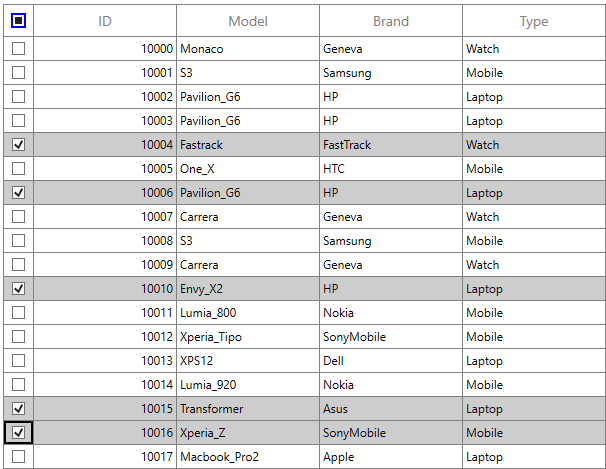 ID Model Brand Type
10000 Monaco Geneva Watch
10001 S3 Samsung Mobile
10002 Pavilion_G6 HP Laptop
10003 Pavilion_G6 HP Laptop
10004 Fastrack FastTrack Watch
10005 One_X HTC Mobile
10006 Pavilion_G6 HP Laptop
10007 Carrera Geneva Watch
10008 S3 Samsung Mobile
10009 Carrera Geneva Watch
10010 Envy_X2 HP Laptop
10011 Lumia_800 Nokia Mobile
10012 Xperia_Tipo SonyMobile Mobile
10013 XPS12 Dell Laptop
10014 Lumia_920 Nokia Mobile
10015 Transformer Asus Laptop
10016 Xperia_Z SonyMobile Mobile
10017 Macbook_Pro2 Apple Laptop